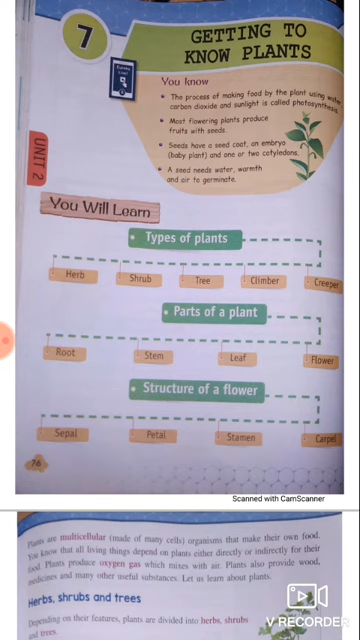 7
GETTING TO
KNOW PLANTS
You know
The process of making food by the plant using water
carbon dioxide and sunlight is called photosynthesis.
Most flowering plants produce
fruits with seeds.
Seeds have a seed coat, an embryo
(baby plant) and one or two cotyledons.
A seed needs water, warmth
and air to germinate.
UNIT 2
You Will Learn
Types of plants
Herb
Shrub
Tree
Climber
Creeper
Parts of a plant
Root
Stem
Leaf
Flower
Structure of a flower
Sepal
Petal
Stamen
Carpel
76
Scanned with CamScanner
Plants are multicellular (made of many cells) organisms that make their own food.
You know that all living things depend on plants either directly or indirectly for their
food. Plants produce oxygen gas which mixes with air. Plants also provide wood,
medicines and many other useful substances. Let us learn about plants.
Herbs, shrubs and trees
Depending on their features, plants are divided into herbs, shrubs
and trees.
V RECORDER